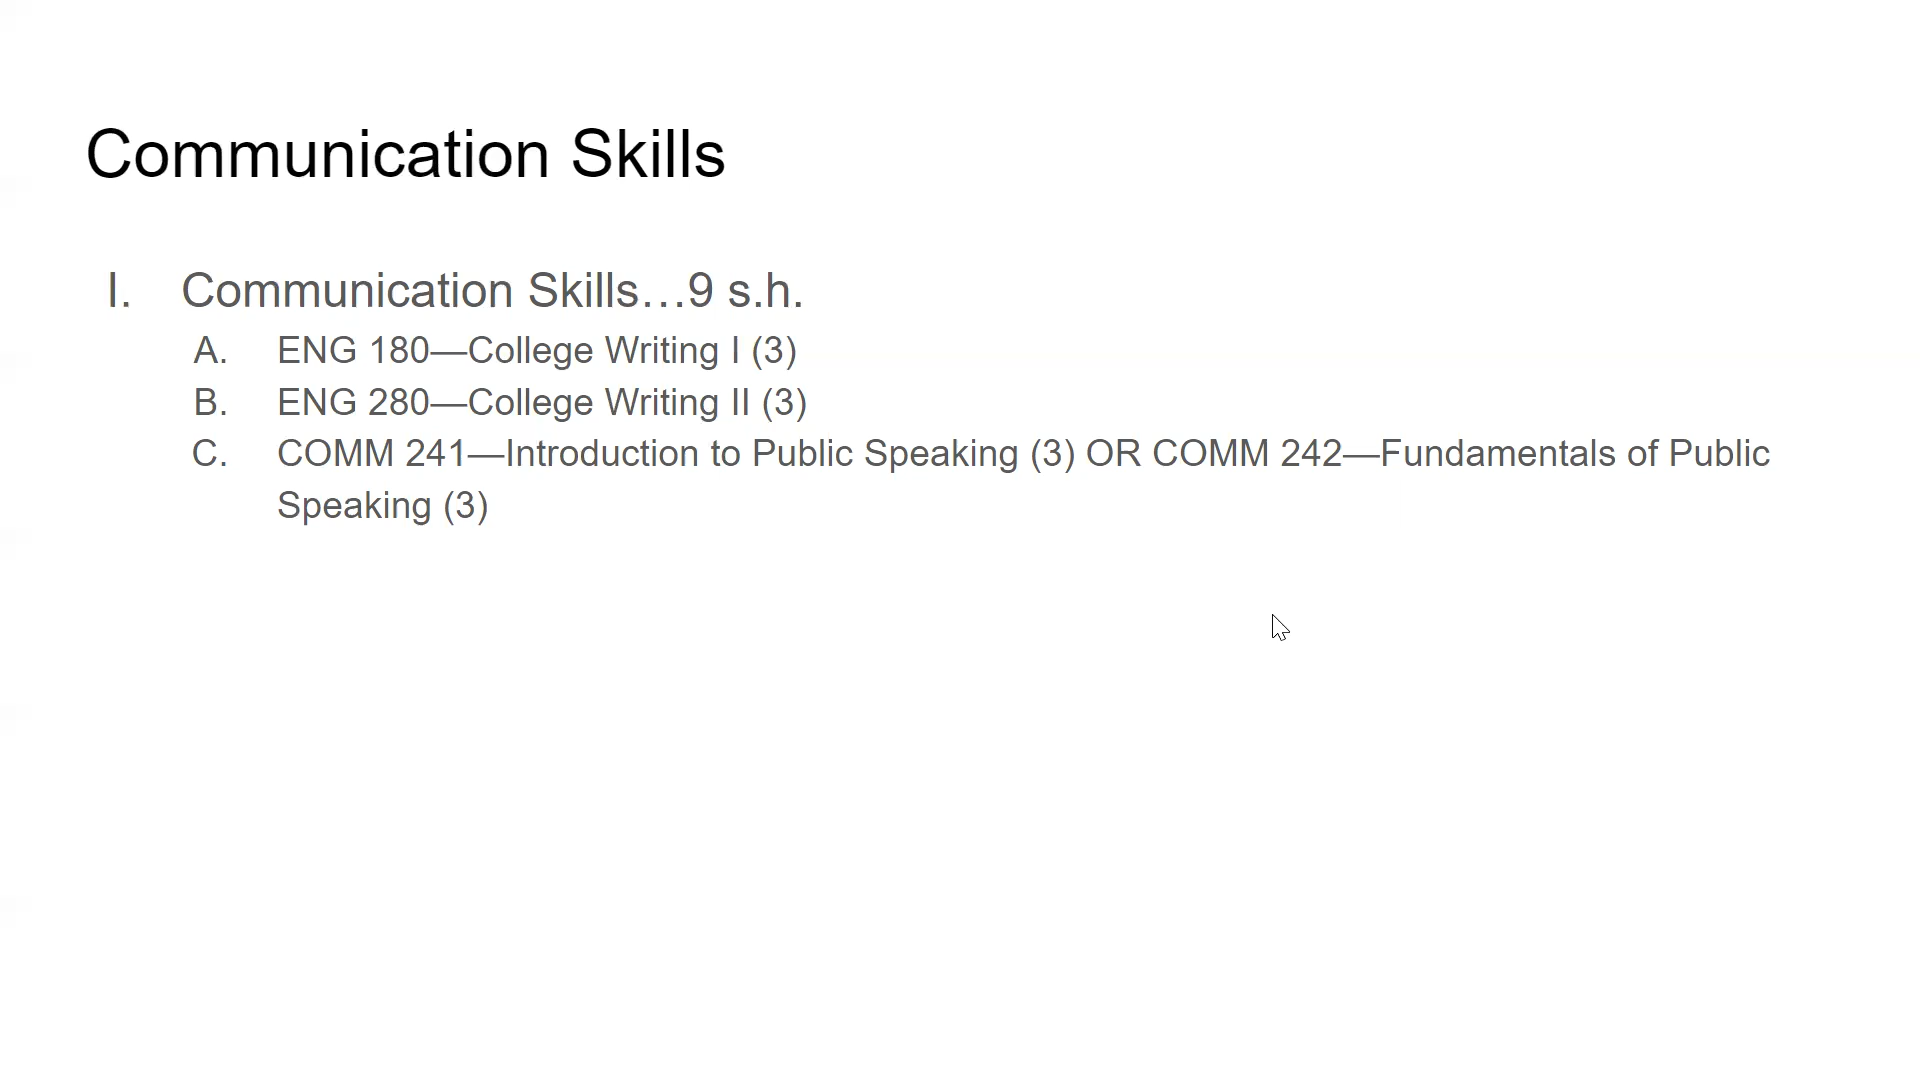 Communication Skills
I. Communication Skills…9 s.h.
A. ENG 180—College Writing I (3)
B. ENG 280—College Writing II (3)
C. COMM 241—Introduction to Public Speaking (3) OR COMM 242—Fundamentals of Public
Speaking (3)